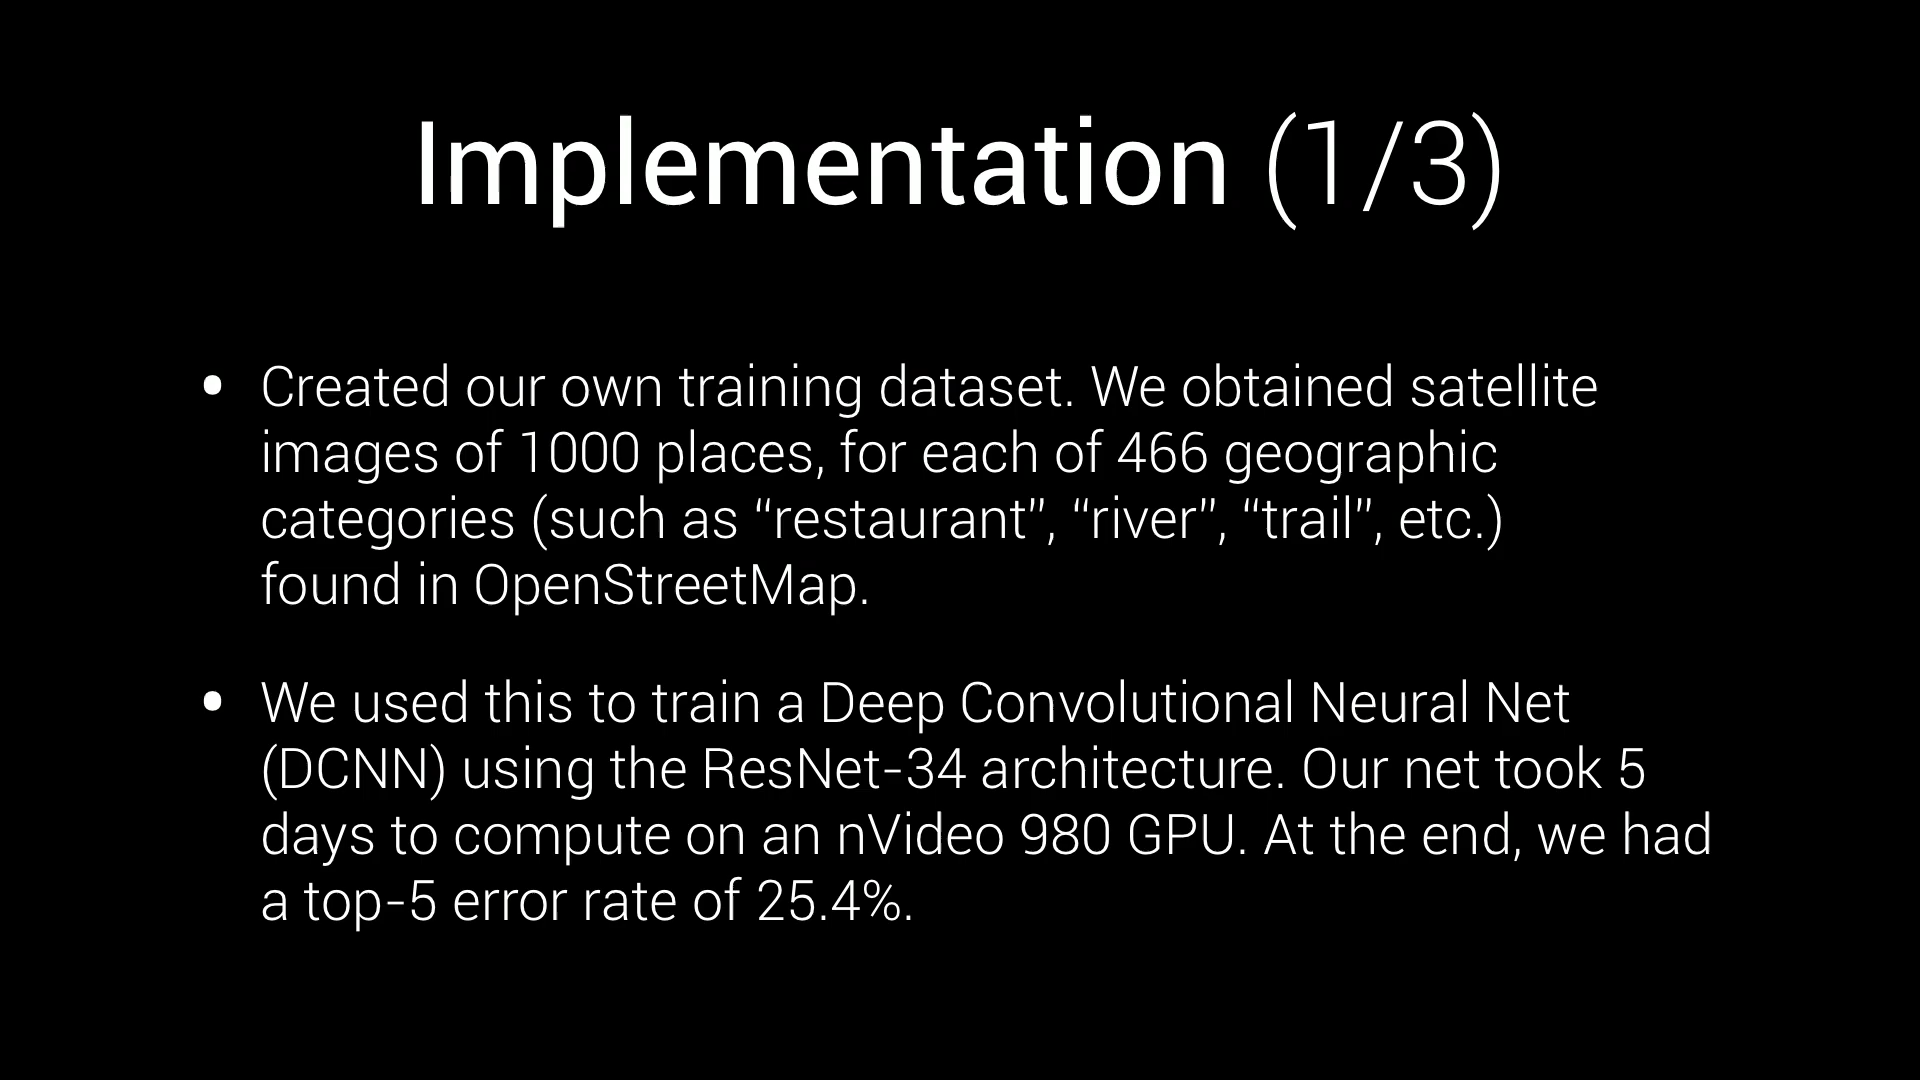 Implementation (1/3)
• Created our own training dataset. We obtained satellite
images of 1000 places, for each of 466 geographic
categories (such as “restaurant”, “river”, “trail”, etc.)
found in OpenStreetMap.
• We used this to train a Deep Convolutional Neural Net
(DCNN) using the ResNet-34 architecture. Our net took 5
days to compute on an nVideo 980 GPU. At the end, we had
a top-5 error rate of 25.4%.